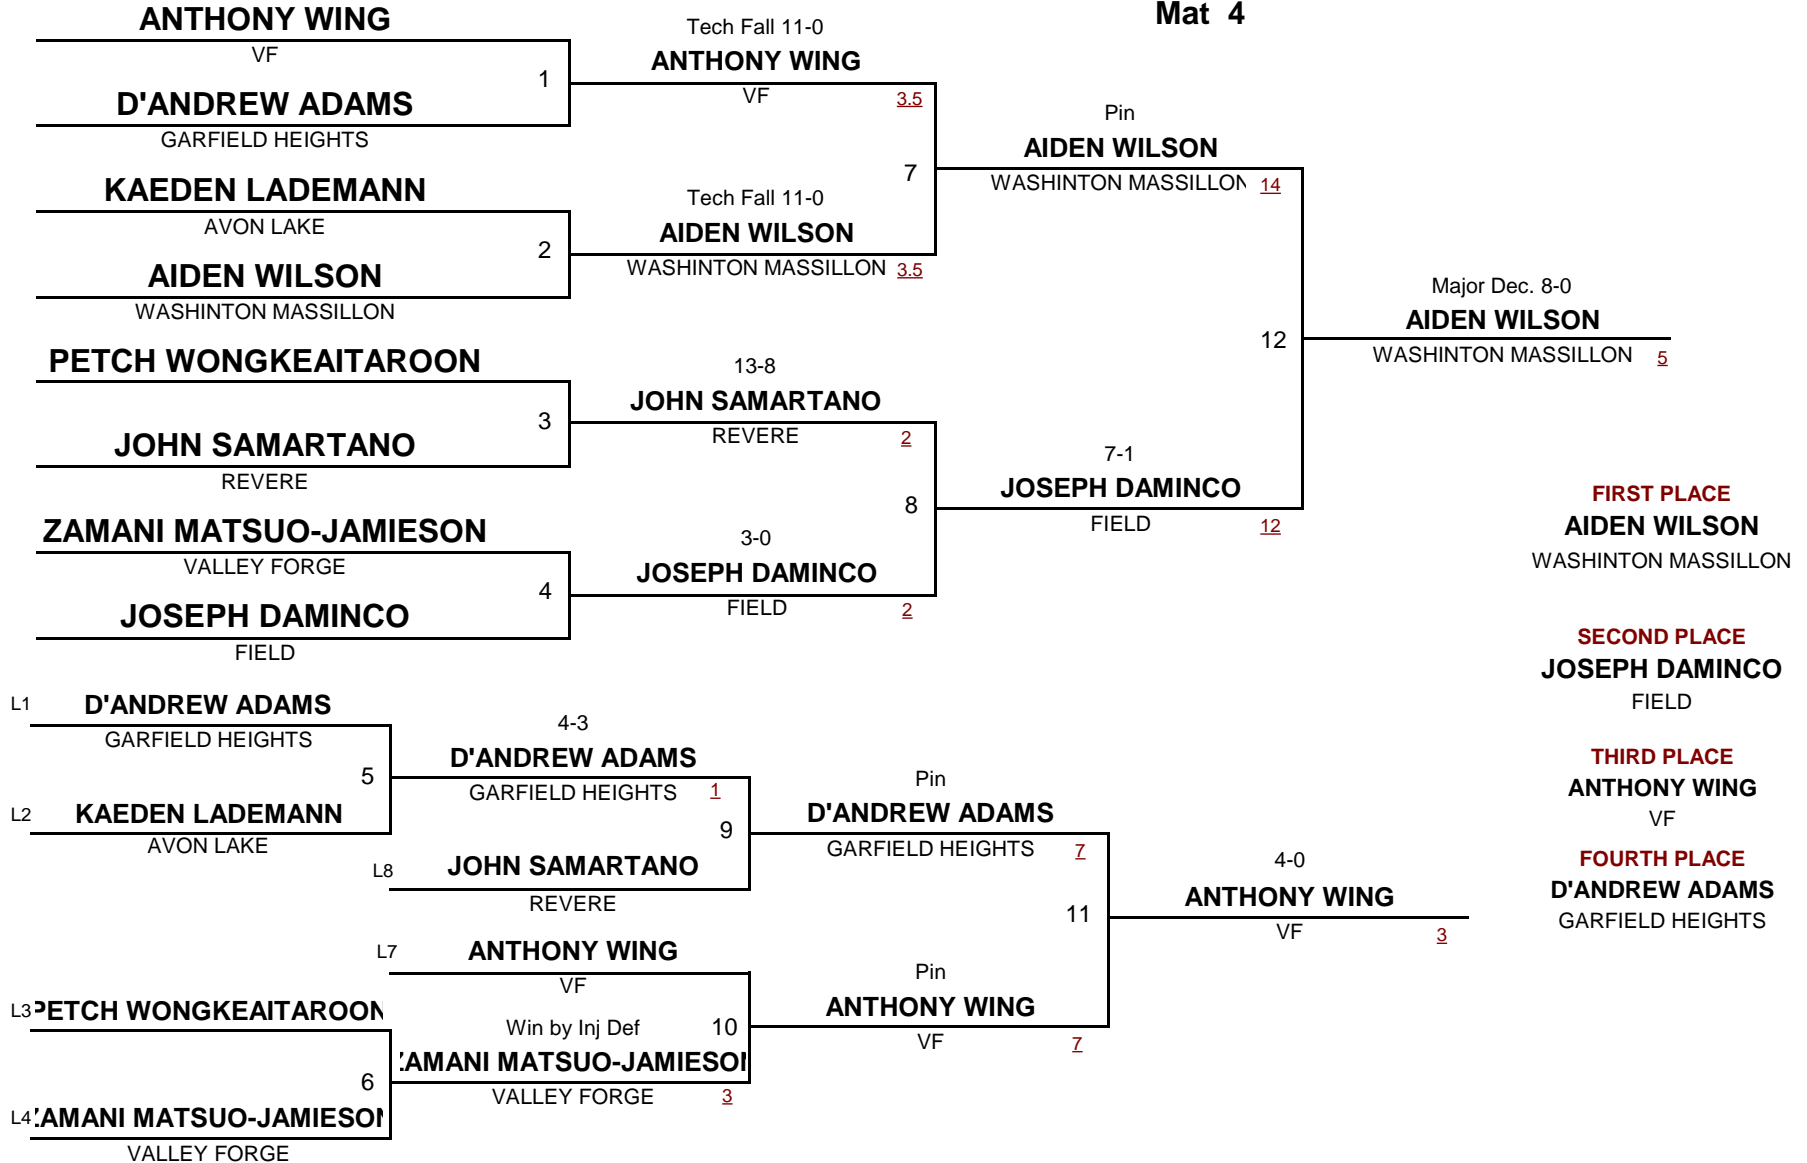 Mat 4
ANTHONY WING
VF
1
D'ANDREW ADAMS
GARFIELD HEIGHTS
KAEDEN LADEMANN
AVON LAKE
2
AIDEN WILSON
WASHINTON MASSILLON
PETCH WONGKEAITAROON
3
JOHN SAMARTANO
REVERE
ZAMANI MATSUO-JAMIESON
VALLEY FORGE
4
JOSEPH DAMINCO
FIELD
Tech Fall 11-0
ANTHONY WING
VF 3.5
7
Tech Fall 11-0
AIDEN WILSON
WASHINTON MASSILLON 3.5
13-8
JOHN SAMARTANO
REVERE 2
8
3-0
JOSEPH DAMINCO
FIELD 2
Pin
AIDEN WILSON
WASHINTON MASSILLON 14
12
7-1
JOSEPH DAMINCO
FIELD 12
Major Dec. 8-0
AIDEN WILSON
WASHINTON MASSILLON 5
FIRST PLACE
AIDEN WILSON
WASHINTON MASSILLON
SECOND PLACE
JOSEPH DAMINCO
FIELD
THIRD PLACE
ANTHONY WING
VF
FOURTH PLACE
D'ANDREW ADAMS
GARFIELD HEIGHTS
L1 D'ANDREW ADAMS
GARFIELD HEIGHTS
5
L2 KAEDEN LADEMANN
AVON LAKE
L3 PETCH WONGKEAITAROON
6
L4 ZAMANI MATSUO-JAMIESON
VALLEY FORGE
4-3
D'ANDREW ADAMS
GARFIELD HEIGHTS 1
9
L8 JOHN SAMARTANO
REVERE
L7 ANTHONY WING
VF
Win by Inj Def 10
ZAMANI MATSUO-JAMIESON
VALLEY FORGE 3
Pin
D'ANDREW ADAMS
GARFIELD HEIGHTS 7
11
Pin
ANTHONY WING
VF 7
4-0
ANTHONY WING
VF 3